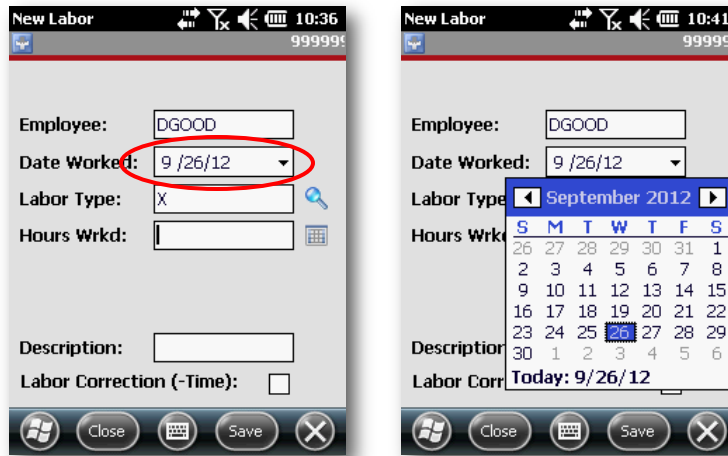 New Labor 10:36
999999
Employee: DGOOD
Date Worked: 9 /26/12
Labor Type: X
Hours Wrkd:
Description:
Labor Correction (-Time):
Close Save
New Labor 10:41
99999
Employee: DGOOD
Date Worked: 9 /26/12
Labor Type
September 2012
Hours Wrk
S M T W T F S
26 27 28 29 30 31 1
2 3 4 5 6 7 8
9 10 11 12 13 14 15
16 17 18 19 20 21 22
23 24 25 26 27 28 29
30 1 2 3 4 5 6
Description
Labor Corr
Today: 9/26/12
Close Save